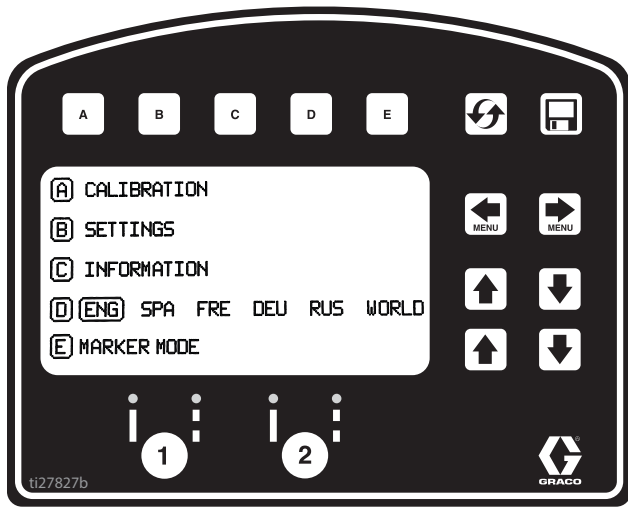 A B C D E
A CALIBRATION
B SETTINGS
C INFORMATION
D ENG SPA FRE DEU RUS WORLD
E MARKER MODE
MENU MENU
1 2
ti27827b
GRACO